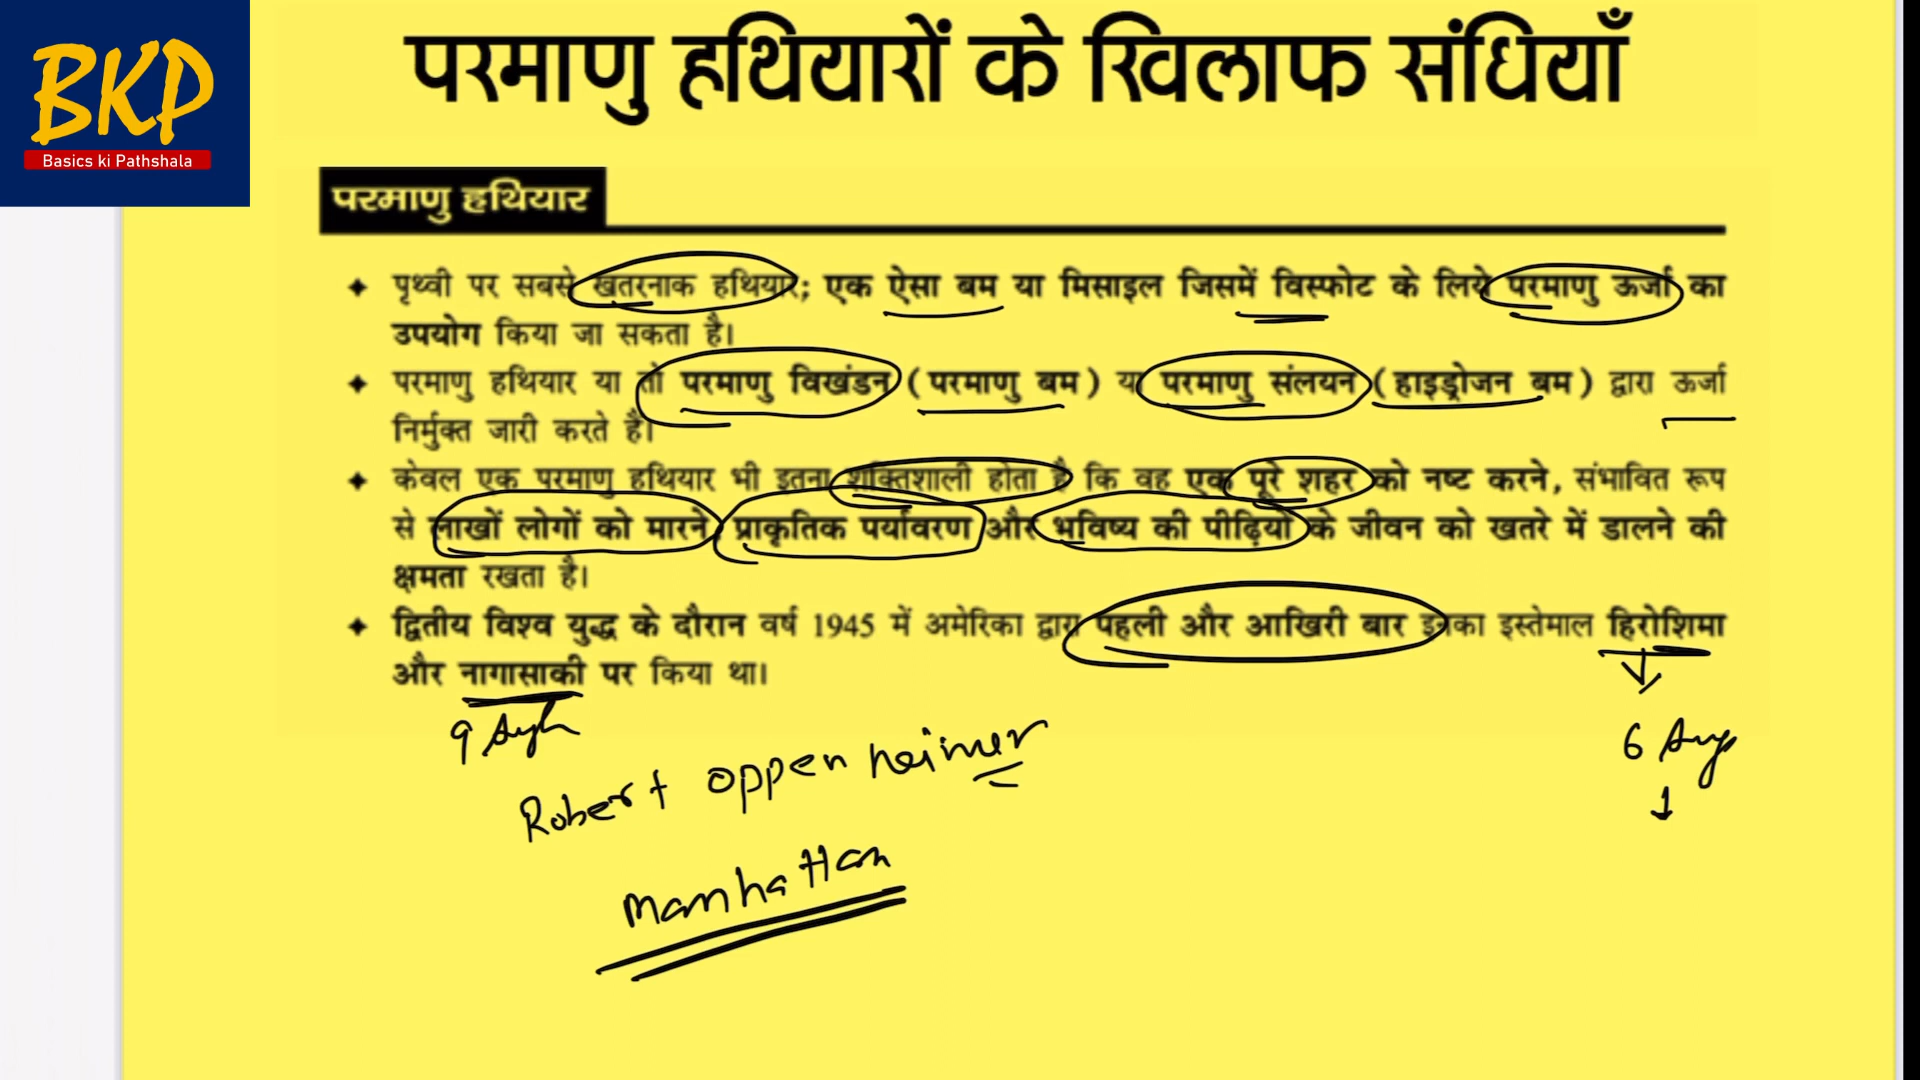 BKP
Basics ki Pathshala
परमाणु हथियारों के खिलाफ संधियाँ
परमाणु हथियार
पृथ्वी पर सबसे खतरनाक हथियार; एक ऐसा बम या मिसाइल जिसमें विस्फोट के लिये परमाणु ऊर्जा का
उपयोग किया जा सकता है।
परमाणु हथियार या तो परमाणु विखंडन (परमाणु बम) या परमाणु संलयन (हाइड्रोजन बम) द्वारा ऊर्जा
निर्मुक्त जारी करते हैं।
केवल एक परमाणु हथियार भी इतना शक्तिशाली होता है कि वह एक पूरे शहर को नष्ट करने, संभावित रूप
से लाखों लोगों को मारने, प्राकृतिक पर्यावरण और भविष्य की पीढ़ियों के जीवन को खतरे में डालने की
क्षमता रखता है।
द्वितीय विश्व युद्ध के दौरान वर्ष 1945 में अमेरिका द्वारा पहली और आखिरी बार इनका इस्तेमाल हिरोशिमा
और नागासाकी पर किया था।
9
6 Aug
Robert oppenheimer
1
manhattan